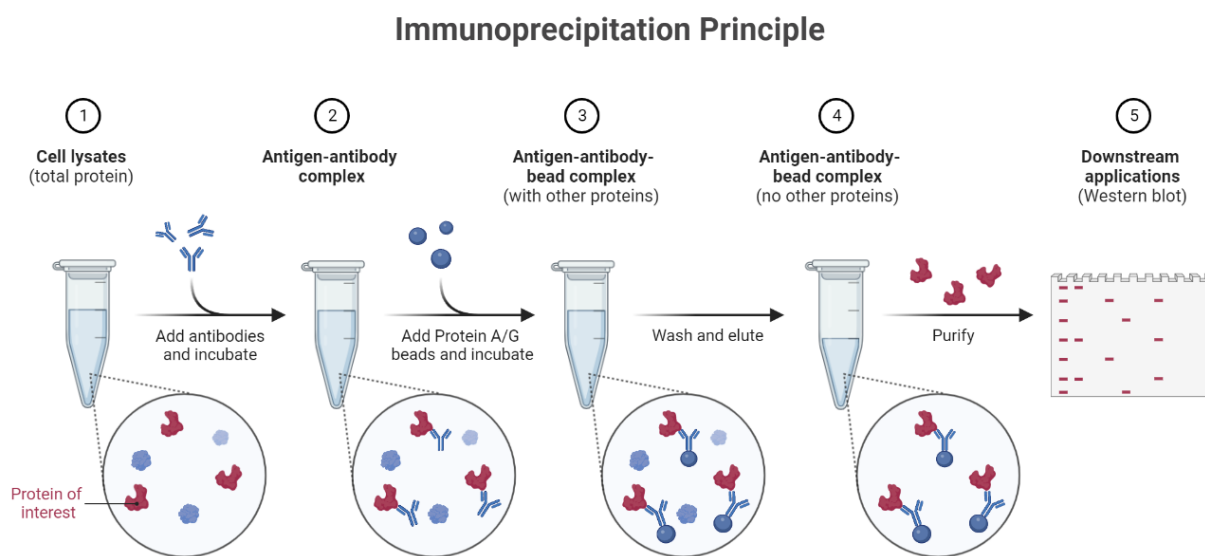 Immunoprecipitation Principle
1
Cell lysates
(total protein)
2
Antigen-antibody
complex
3
Antigen-antibody-
bead complex
(with other proteins)
4
Antigen-antibody-
bead complex
(no other proteins)
5
Downstream
applications
(Western blot)
Add antibodies
and incubate
Add Protein A/G
beads and incubate
Wash and elute
Purify
Protein of
interest